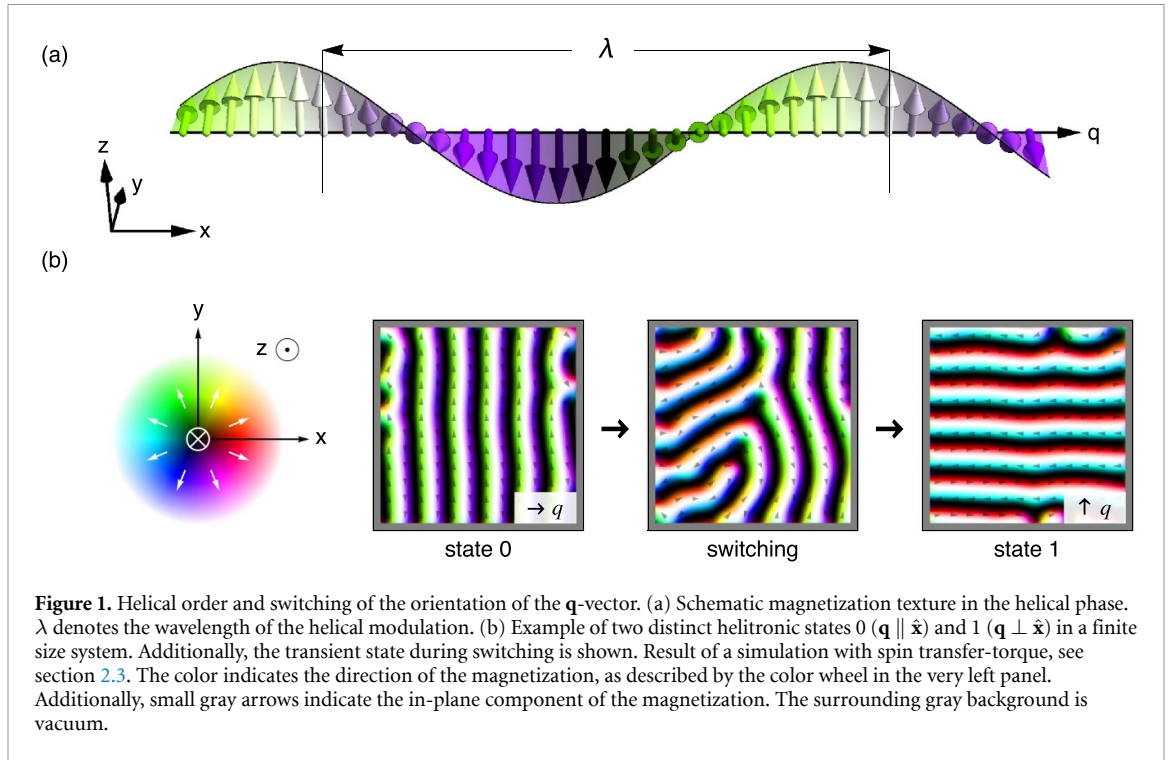 (a)
λ
q
z
y
x
(b)
y
z
x
→ q
↑ q
→
→
state 0
switching
state 1
Figure 1. Helical order and switching of the orientation of the q-vector. (a) Schematic magnetization texture in the helical phase.
λ denotes the wavelength of the helical modulation. (b) Example of two distinct helitronic states 0 (q ∥ x̂) and 1 (q ⊥ x̂) in a finite
size system. Additionally, the transient state during switching is shown. Result of a simulation with spin transfer-torque, see
section 2.3. The color indicates the direction of the magnetization, as described by the color wheel in the very left panel.
Additionally, small gray arrows indicate the in-plane component of the magnetization. The surrounding gray background is
vacuum.